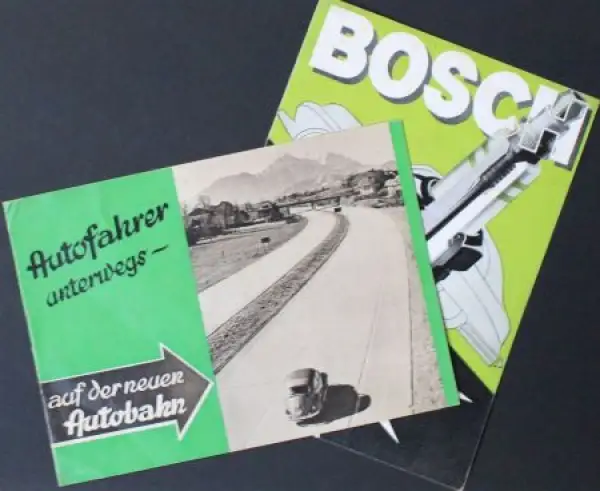 BOSCH
Autofahrer
unterwegs –
auf der neuen
Autobahn